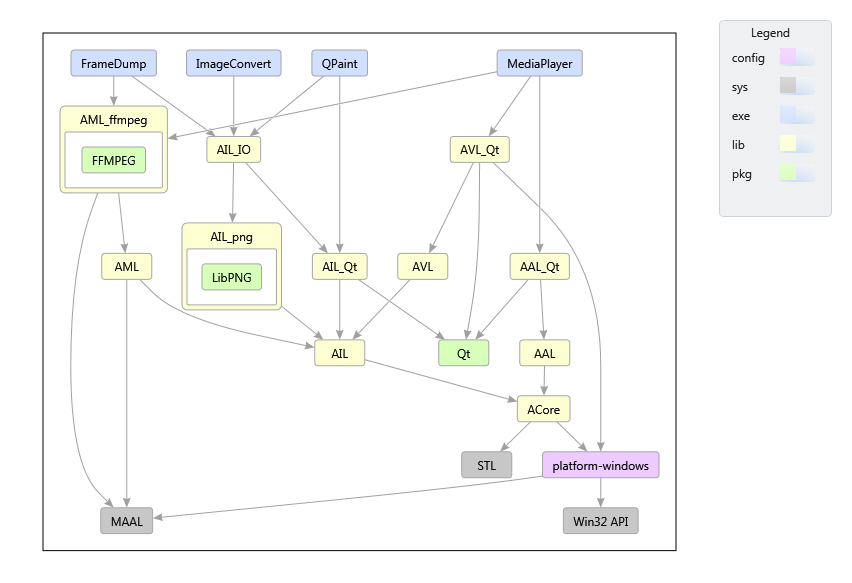 Legend
FrameDump
ImageConvert
QPaint
MediaPlayer
config
sys
AML_ffmpeg
exe
FFMPEG
AIL_IO
AVL_Qt
lib
pkg
AIL_png
AML
LibPNG
AIL_Qt
AVL
AAL_Qt
AIL
Qt
AAL
ACore
STL
platform-windows
MAAL
Win32 API